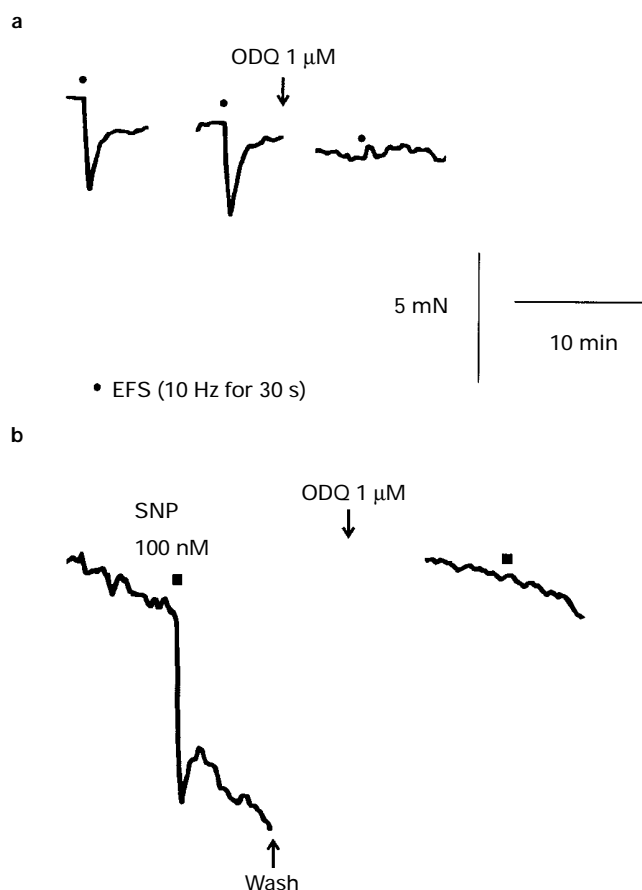 a
ODQ 1 μM
5 mN
10 min
• EFS (10 Hz for 30 s)
b
ODQ 1 μM
SNP
100 nM
Wash